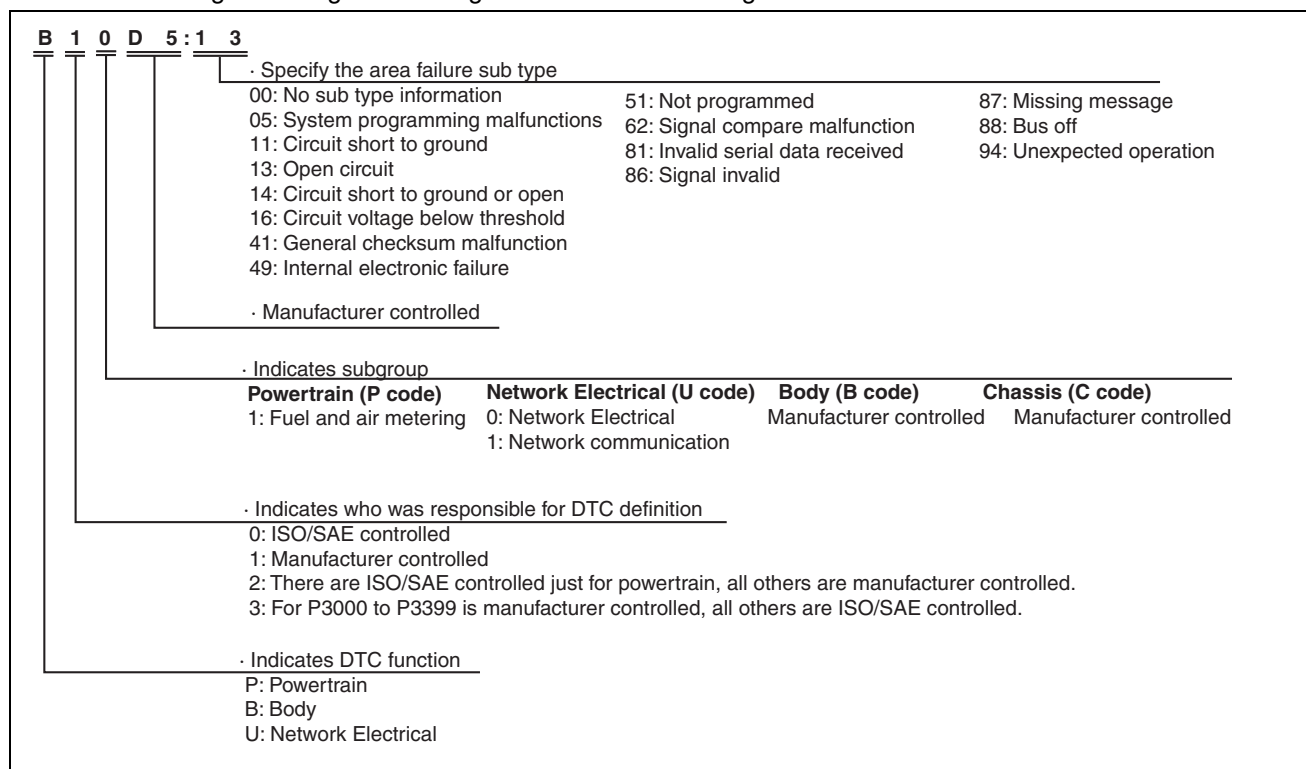 B 1 0 D 5 : 1 3
· Specify the area failure sub type
00: No sub type information
05: System programming malfunctions
11: Circuit short to ground
13: Open circuit
14: Circuit short to ground or open
16: Circuit voltage below threshold
41: General checksum malfunction
49: Internal electronic failure
51: Not programmed
62: Signal compare malfunction
81: Invalid serial data received
86: Signal invalid
87: Missing message
88: Bus off
94: Unexpected operation
· Manufacturer controlled
· Indicates subgroup
Powertrain (P code)
1: Fuel and air metering
Network Electrical (U code)
0: Network Electrical
1: Network communication
Body (B code)
Manufacturer controlled
Chassis (C code)
Manufacturer controlled
· Indicates who was responsible for DTC definition
0: ISO/SAE controlled
1: Manufacturer controlled
2: There are ISO/SAE controlled just for powertrain, all others are manufacturer controlled.
3: For P3000 to P3399 is manufacturer controlled, all others are ISO/SAE controlled.
· Indicates DTC function
P: Powertrain
B: Body
U: Network Electrical